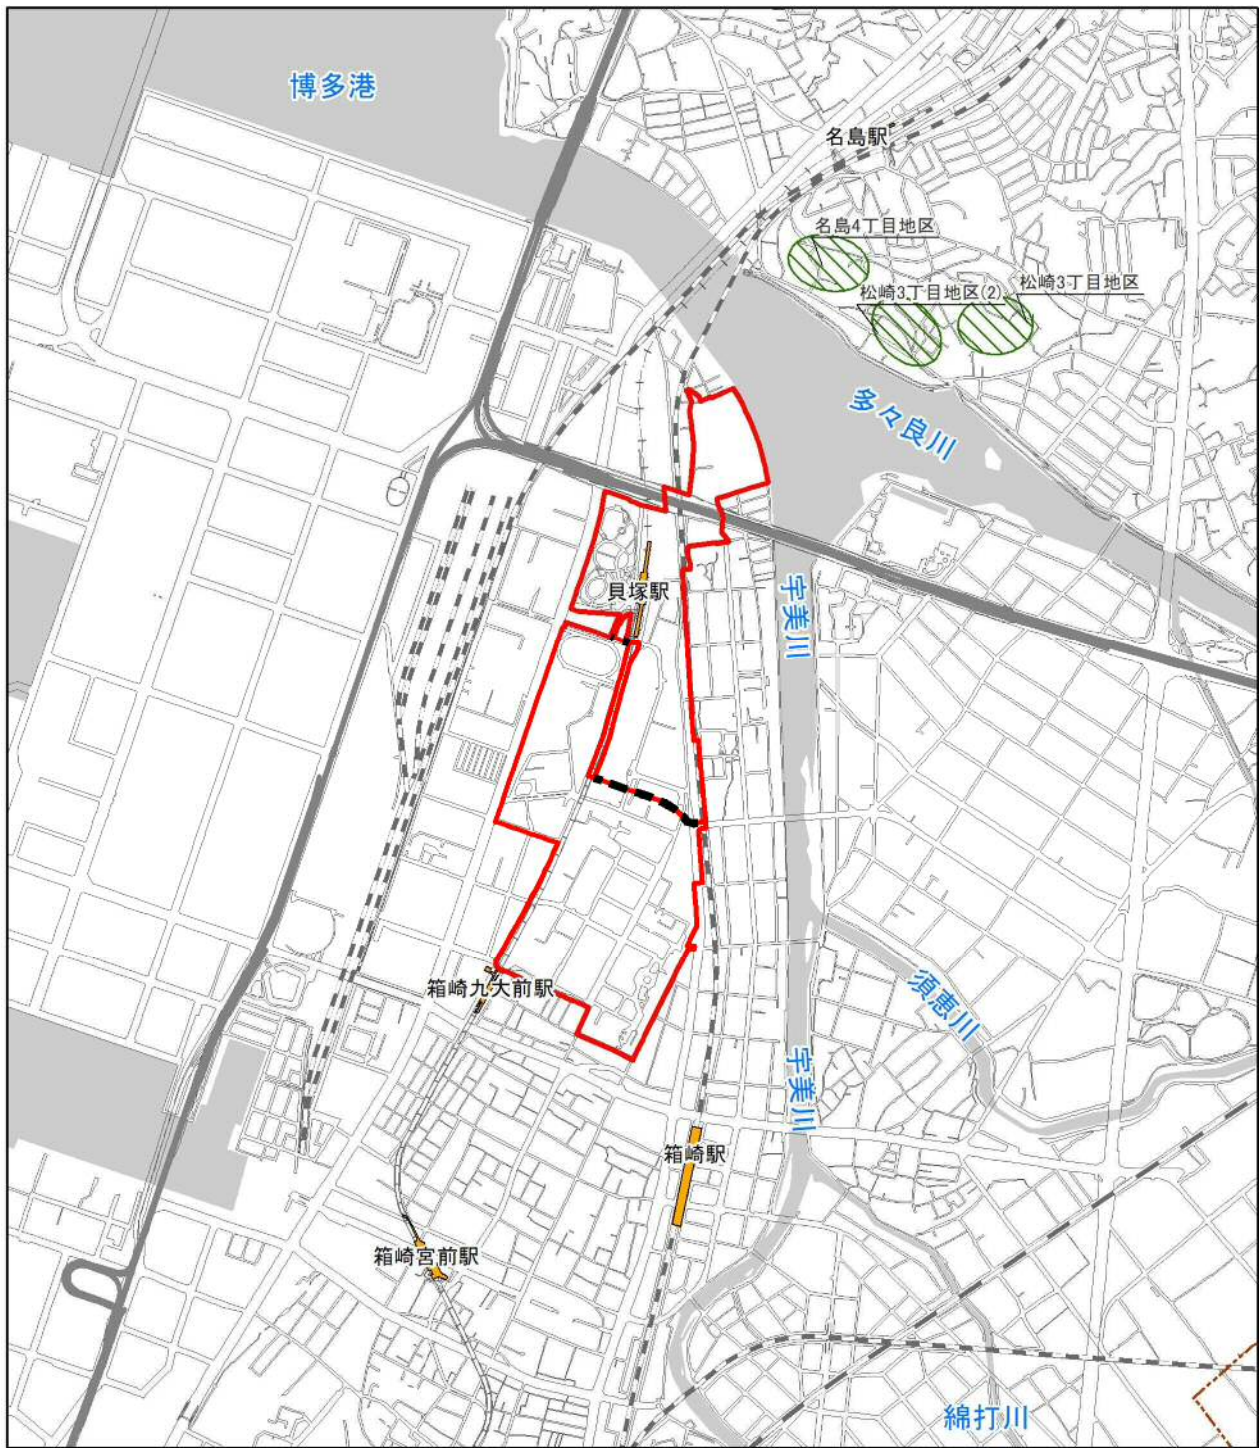 博多港
名島駅
名島4丁目地区
松崎3丁目地区
松崎3丁目地区(2)
多々良川
貝塚駅
宇美川
箱崎九大前駅
須恵川
宇美川
箱崎駅
箱崎宮前駅
綿打川